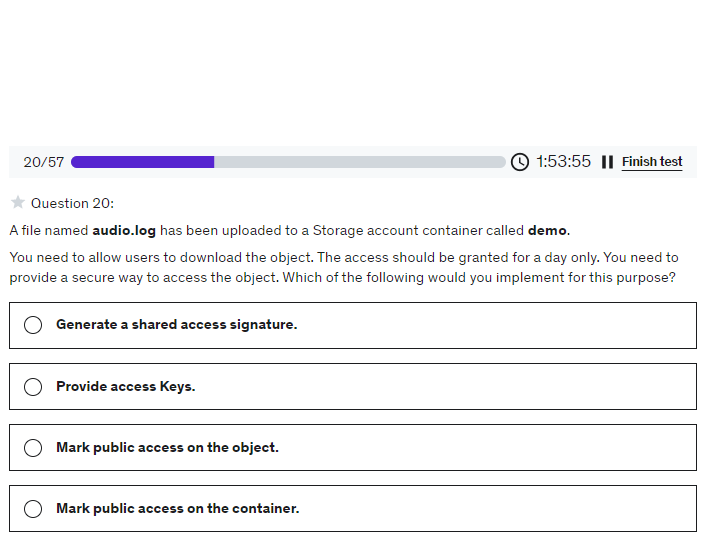 20/57 1:53:55 Finish test
Question 20:
A file named audio.log has been uploaded to a Storage account container called demo.
You need to allow users to download the object. The access should be granted for a day only. You need to
provide a secure way to access the object. Which of the following would you implement for this purpose?
Generate a shared access signature.
Provide access Keys.
Mark public access on the object.
Mark public access on the container.